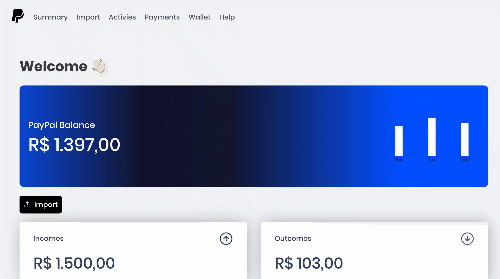 Summary Import Activies Payments Wallet Help
Welcome
PayPal Balance
R$ 1.397,00
Import
Incomes
R$ 1.500,00
Outcomes
R$ 103,00